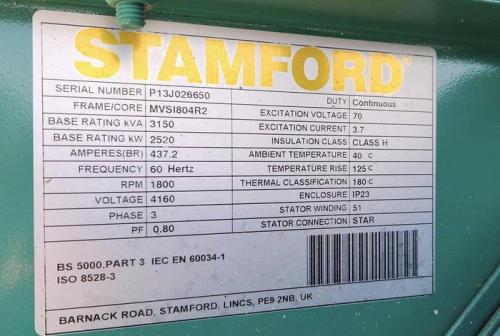 STAMFORD
SERIAL NUMBER P13J026650
FRAME/CORE MVSI804R2
BASE RATING kVA 3150
BASE RATING kW 2520
AMPERES(BR) 437.2
FREQUENCY 60 Hertz
RPM 1800
VOLTAGE 4160
PHASE 3
PF 0.80
DUTY Continuous
EXCITATION VOLTAGE 70
EXCITATION CURRENT 3.7
INSULATION CLASS CLASS H
AMBIENT TEMPERATURE 40 C
TEMPERATURE RISE 125 C
THERMAL CLASSIFICATION 180 C
ENCLOSURE IP23
STATOR WINDING 51
STATOR CONNECTION STAR
BS 5000,PART 3 IEC EN 60034-1
ISO 8528-3
BARNACK ROAD, STAMFORD, LINCS, PE9 2NB, UK